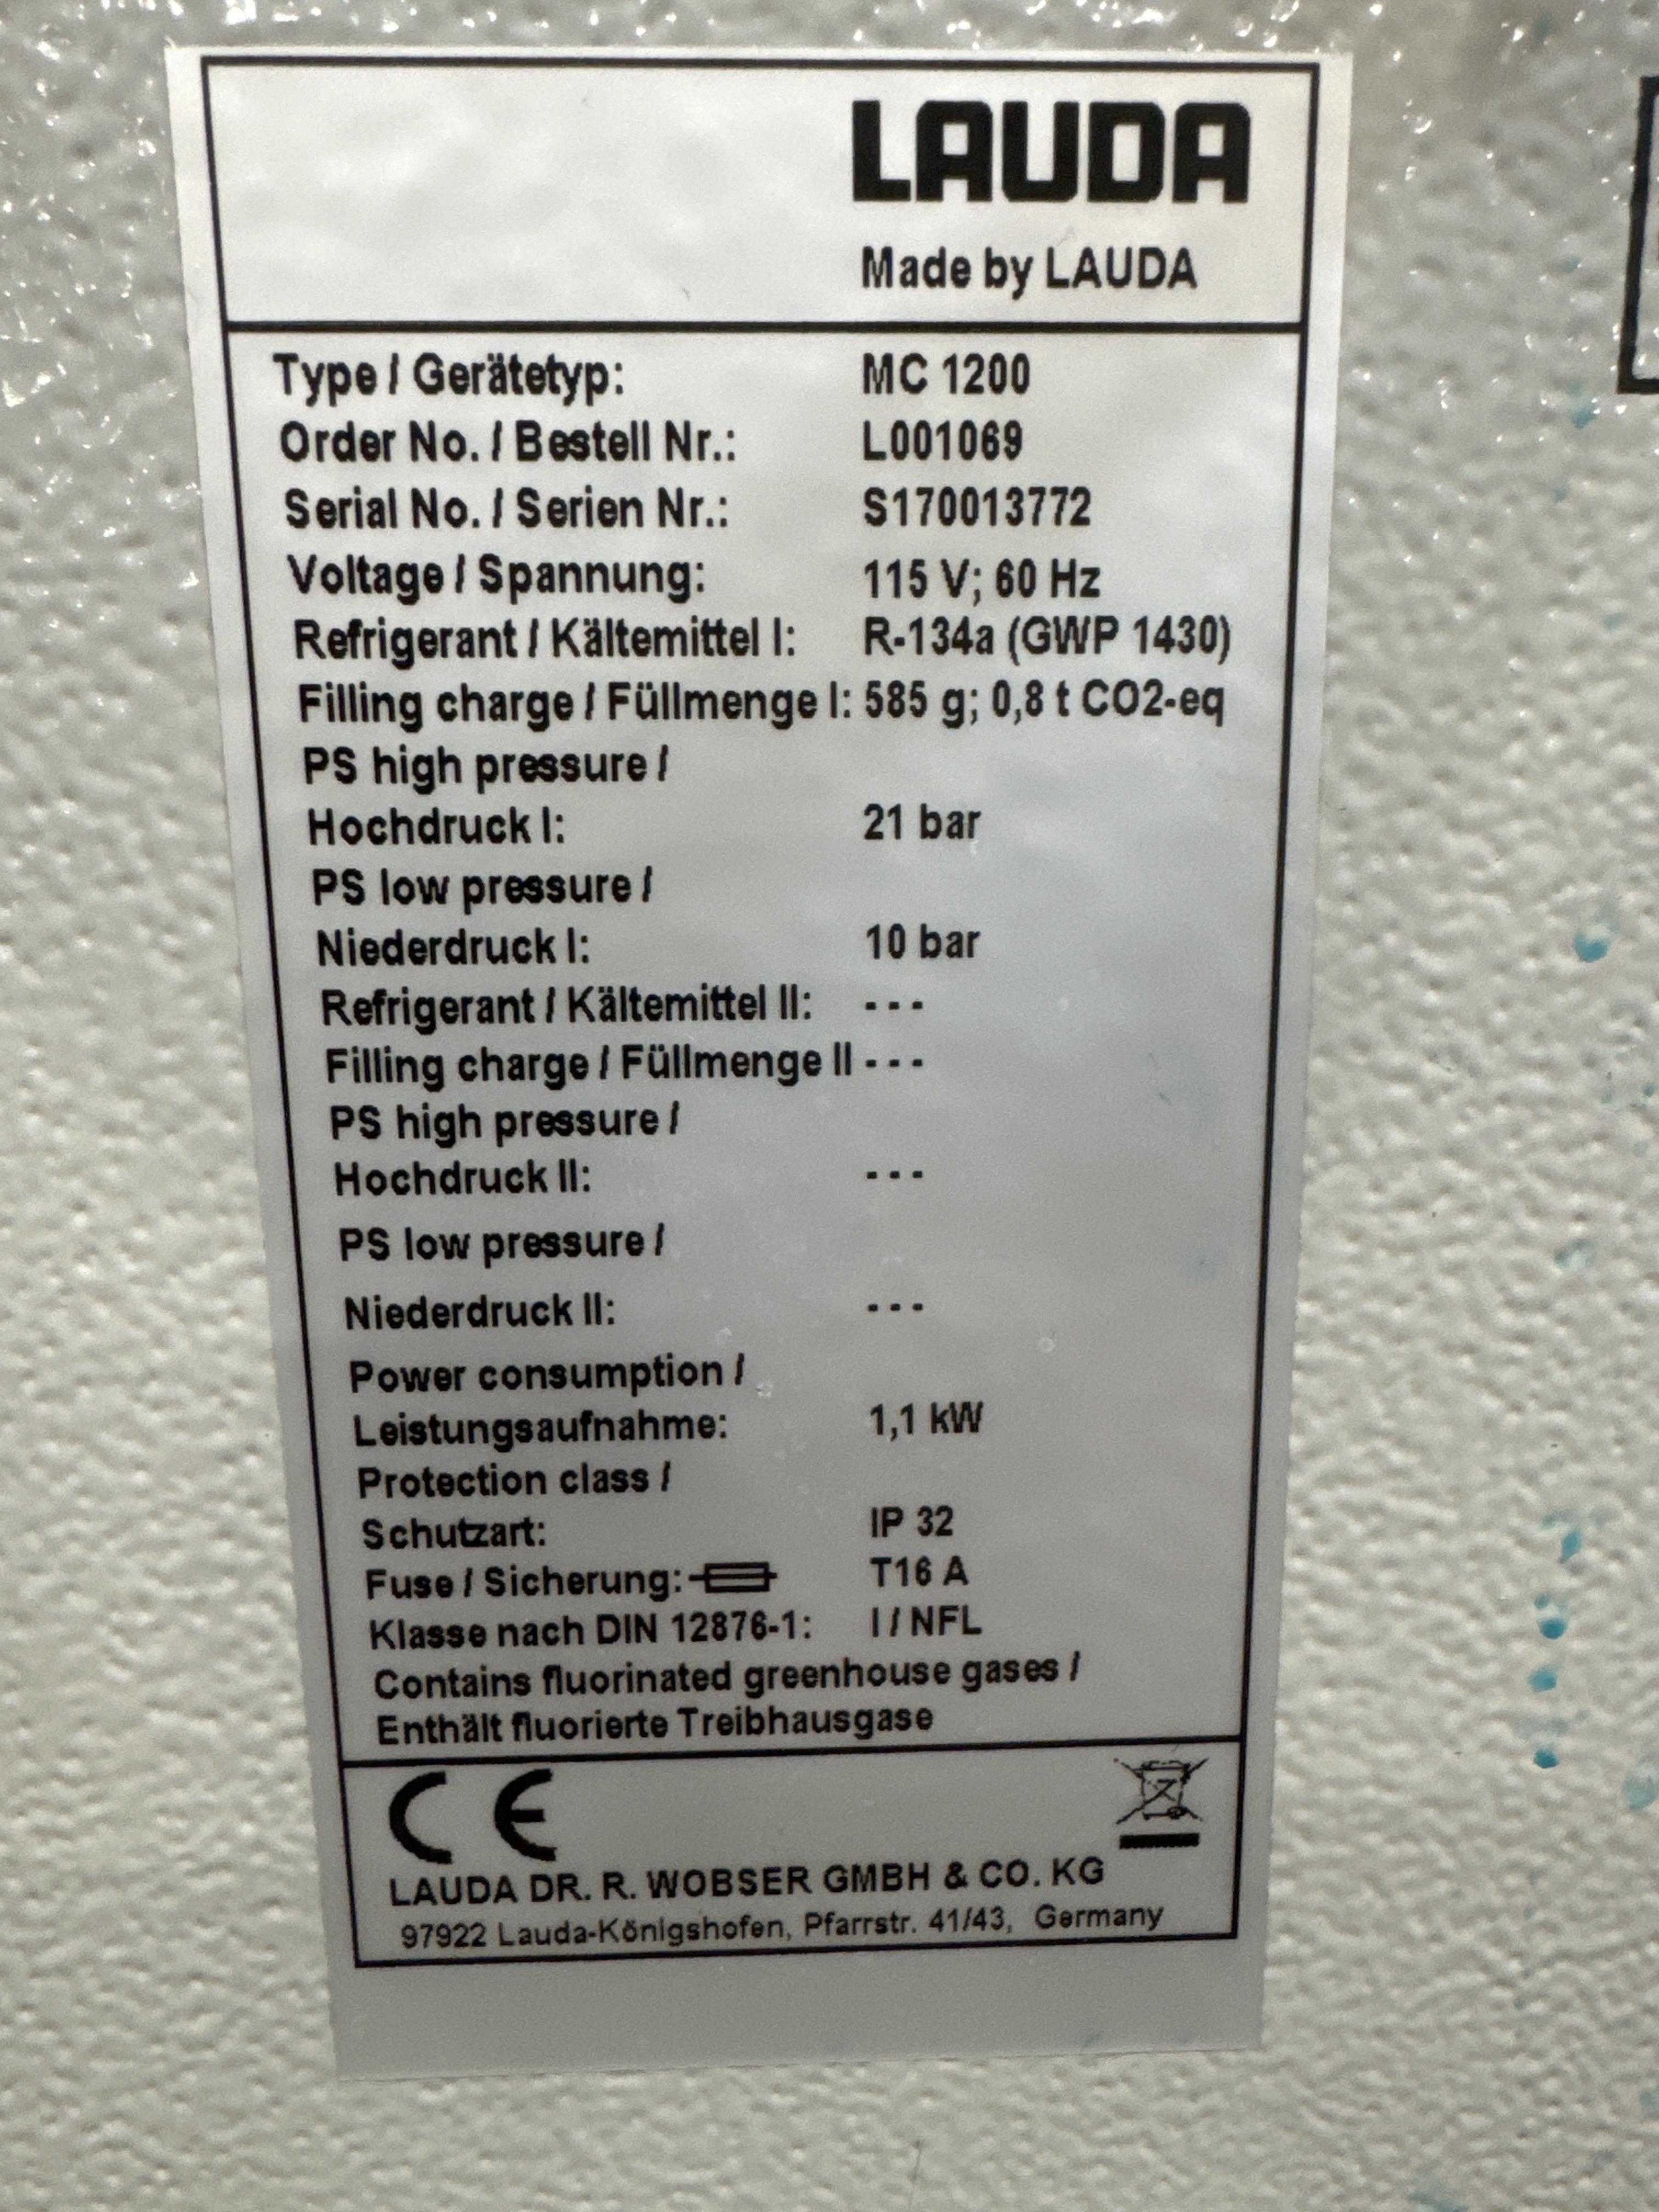 LAUDA
Made by LAUDA
Type / Gerätetyp: MC 1200
Order No. / Bestell Nr.: L001069
Serial No. / Serien Nr.: S170013772
Voltage / Spannung: 115 V; 60 Hz
Refrigerant / Kältemittel I: R-134a (GWP 1430)
Filling charge / Füllmenge I: 585 g; 0,8 t CO2-eq
PS high pressure /
Hochdruck I: 21 bar
PS low pressure /
Niederdruck I: 10 bar
Refrigerant / Kältemittel II: ---
Filling charge / Füllmenge II ---
PS high pressure /
Hochdruck II: ---
PS low pressure /
Niederdruck II: ---
Power consumption /
Leistungsaufnahme: 1,1 kW
Protection class /
Schutzart: IP 32
Fuse / Sicherung: T16 A
Klasse nach DIN 12876-1: I / NFL
Contains fluorinated greenhouse gases /
Enthält fluorierte Treibhausgase
CE
LAUDA DR. R. WOBSER GMBH & CO. KG
97922 Lauda-Königshofen, Pfarrstr. 41/43, Germany